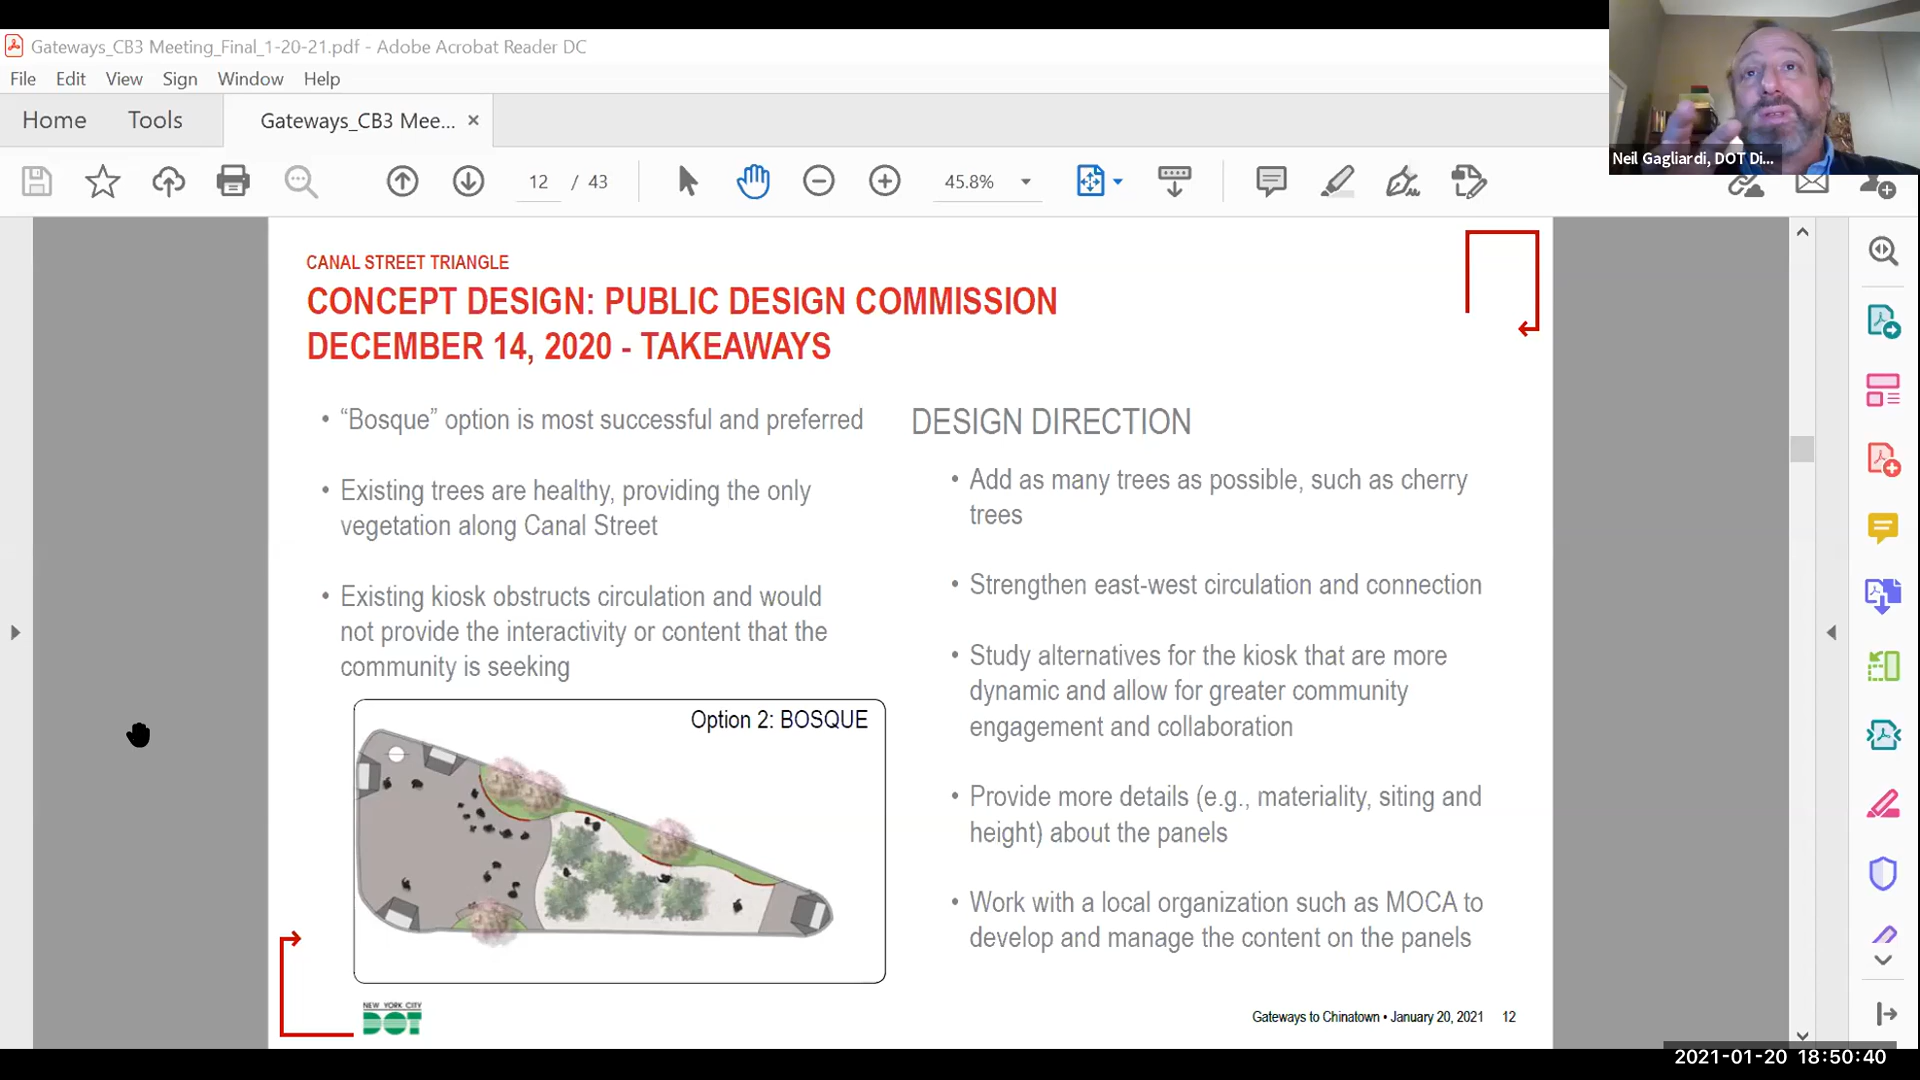 Gateways_CB3 Meeting_Final_1-20-21.pdf - Adobe Acrobat Reader DC
File Edit View Sign Window Help
Home Tools Gateways_CB3 Mee... ×
12 / 43 45.8%
Neil Gagliardi, DOT Di...
CANAL STREET TRIANGLE
CONCEPT DESIGN: PUBLIC DESIGN COMMISSION
DECEMBER 14, 2020 - TAKEAWAYS
• “Bosque” option is most successful and preferred
• Existing trees are healthy, providing the only
vegetation along Canal Street
• Existing kiosk obstructs circulation and would
not provide the interactivity or content that the
community is seeking
Option 2: BOSQUE
DESIGN DIRECTION
• Add as many trees as possible, such as cherry
trees
• Strengthen east-west circulation and connection
• Study alternatives for the kiosk that are more
dynamic and allow for greater community
engagement and collaboration
• Provide more details (e.g., materiality, siting and
height) about the panels
• Work with a local organization such as MOCA to
develop and manage the content on the panels
NEW YORK CITY
DOT
Gateways to Chinatown • January 20, 2021 12
2021-01-20 18:50:40